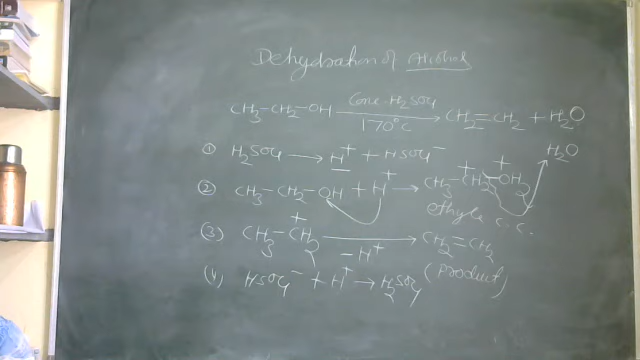 Dehydration of Alcohol
CH3-CH2-OH Conc. H2SO4 170°C → CH2=CH2 + H2O
(1) H2SO4 → H+ + HSO4-
H2O
(2) CH3-CH2-OH + H+ → CH3-CH2-OH2
ethyle c.c.
(3) CH3-CH2+ -H+ → CH2=CH2
(product)
(4) HSO4- + H+ → H2SO4